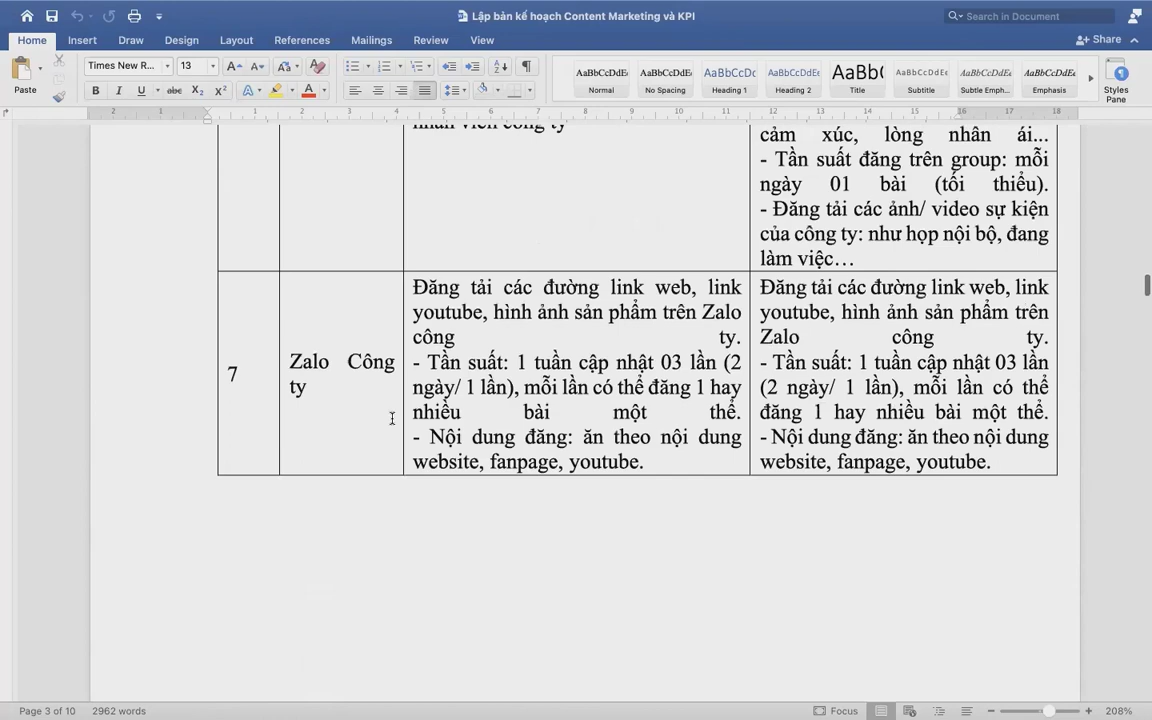 Lập bản kế hoạch Content Marketing và KPI
Search in Document
Home Insert Draw Design Layout References Mailings Review View
Share
Paste
Times New R...
13
AaBbCcDdE
Normal
AaBbCcDdE
No Spacing
AaBbCcDc
Heading 1
AaBbCcDdE
Heading 2
AaBb(
Title
AaBbCcDdE
Subtitle
AaBbCcDdE
Subtle Emph...
AaBbCcDdE
Emphasis
Styles
Pane
cảm xúc, lòng nhân ái...
- Tần suất đăng trên group: mỗi
ngày 01 bài (tối thiểu).
- Đăng tải các ảnh/ video sự kiện
của công ty: như họp nội bộ, đang
làm việc…
7
Zalo Công
ty
Đăng tải các đường link web, link
youtube, hình ảnh sản phẩm trên Zalo
công ty.
- Tần suất: 1 tuần cập nhật 03 lần (2
ngày/ 1 lần), mỗi lần có thể đăng 1 hay
nhiều bài một thể.
- Nội dung đăng: ăn theo nội dung
website, fanpage, youtube.
Đăng tải các đường link web, link
youtube, hình ảnh sản phẩm trên
Zalo công ty.
- Tần suất: 1 tuần cập nhật 03 lần
(2 ngày/ 1 lần), mỗi lần có thể
đăng 1 hay nhiều bài một thể.
- Nội dung đăng: ăn theo nội dung
website, fanpage, youtube.
Page 3 of 10
2962 words
Focus
208%